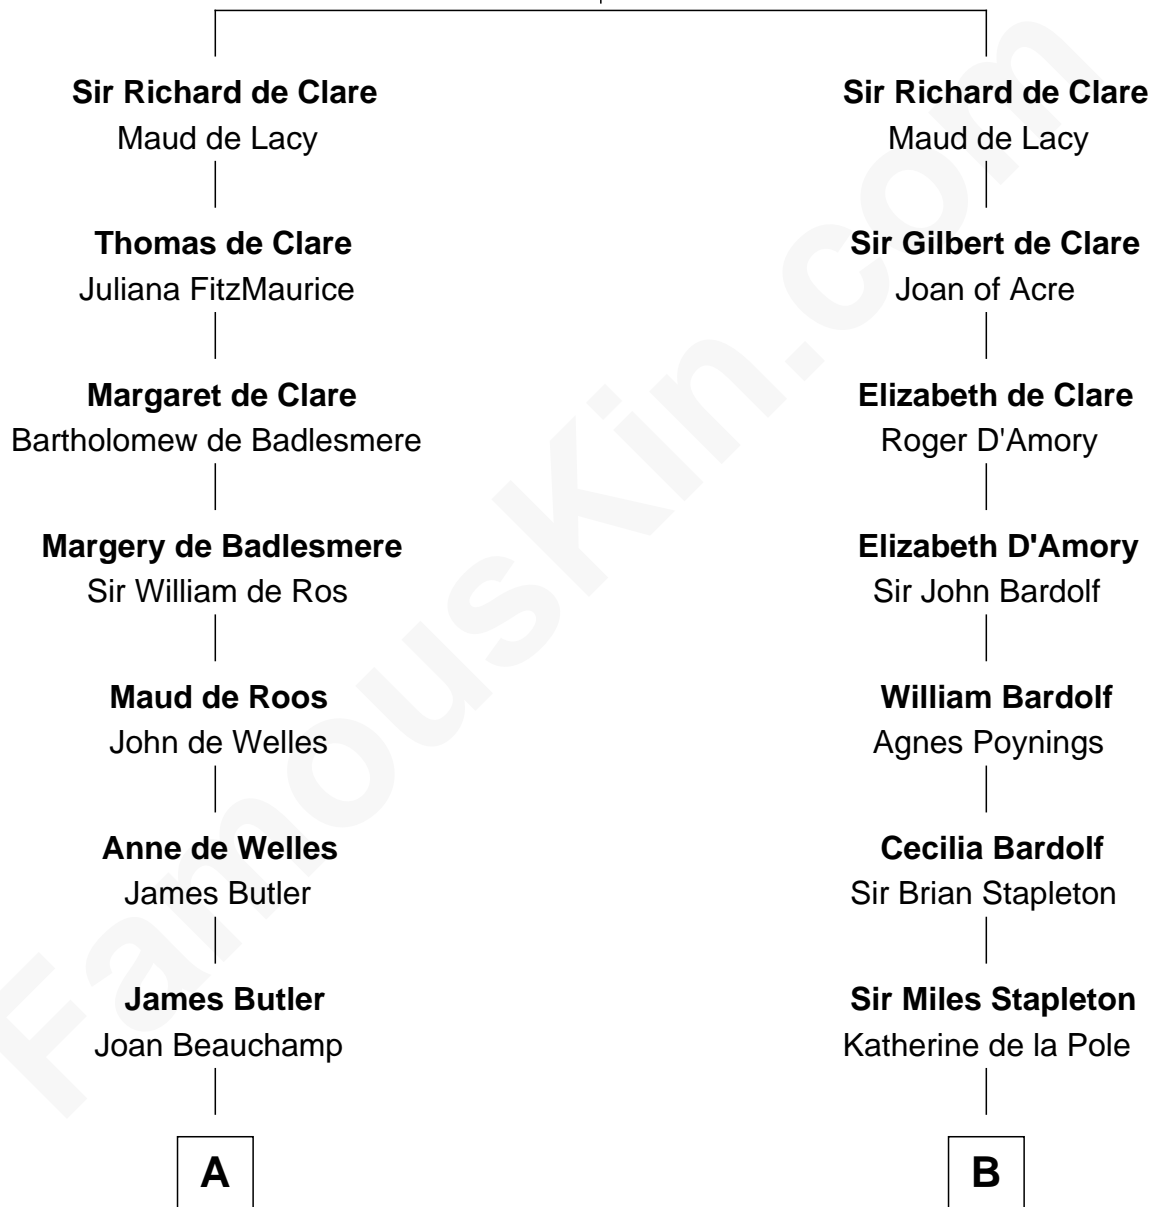 Sir Richard de Clare
Maud de Lacy
Thomas de Clare
Juliana FitzMaurice
Margaret de Clare
Bartholomew de Badlesmere
Margery de Badlesmere
Sir William de Ros
Maud de Roos
John de Welles
Anne de Welles
James Butler
James Butler
Joan Beauchamp
A
Sir Richard de Clare
Maud de Lacy
Sir Gilbert de Clare
Joan of Acre
Elizabeth de Clare
Roger D'Amory
Elizabeth D'Amory
Sir John Bardolf
William Bardolf
Agnes Poynings
Cecilia Bardolf
Sir Brian Stapleton
Sir Miles Stapleton
Katherine de la Pole
B
FamousKin.com